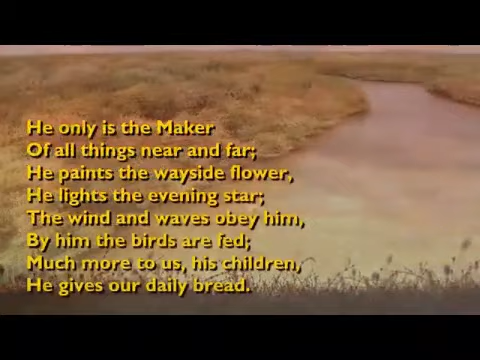 He only is the Maker
Of all things near and far;
He paints the wayside flower,
He lights the evening star;
The wind and waves obey him,
By him the birds are fed;
Much more to us, his children,
He gives our daily bread.